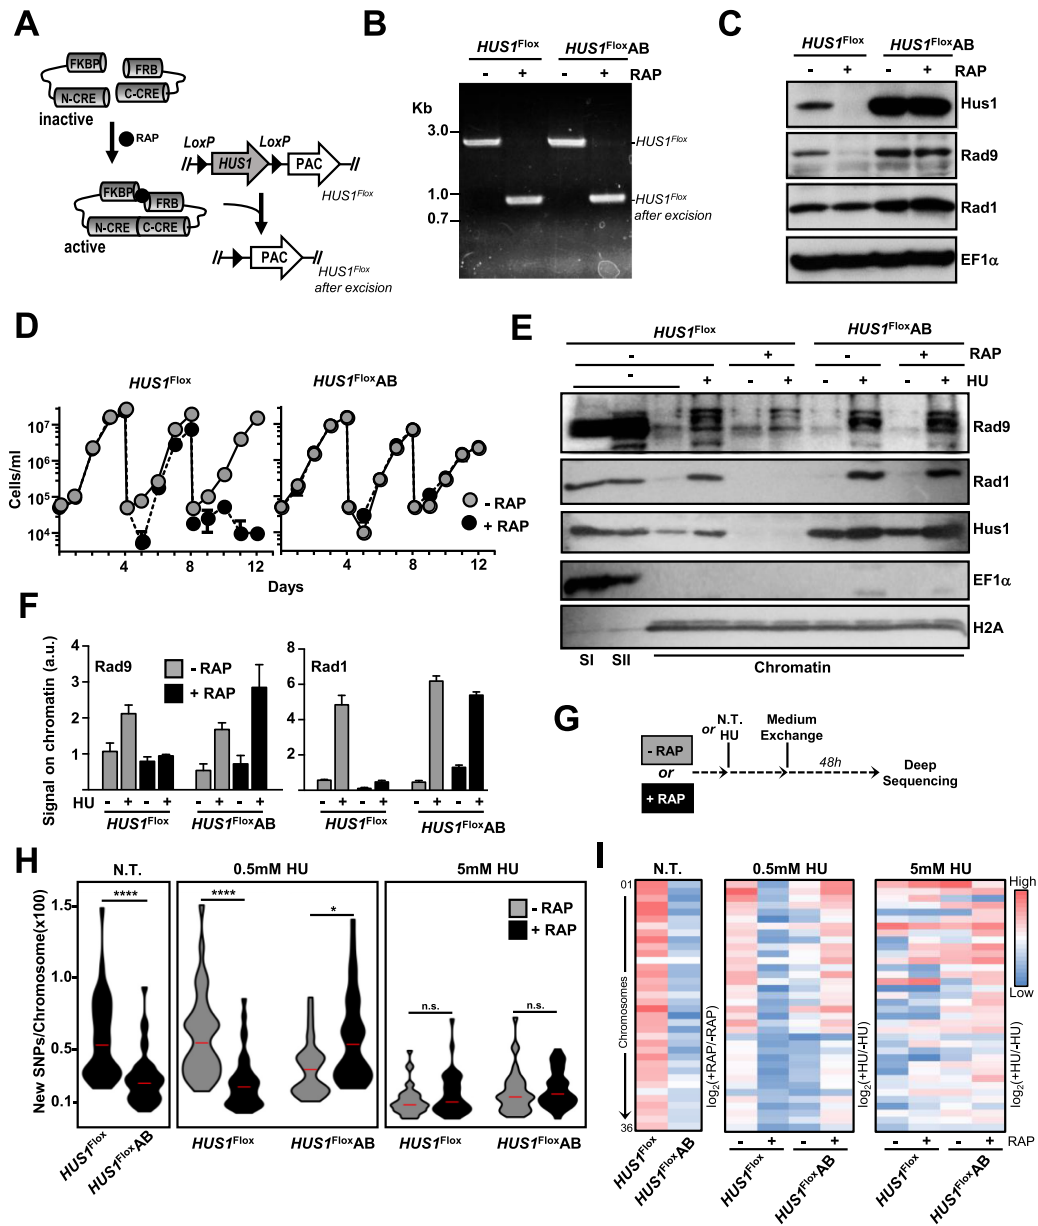 A
FKBP
FRB
N-CRE
C-CRE
inactive
RAP
LoxP
LoxP
HUS1
PAC
HUS1Flox
FKBP
FRB
N-CRE
C-CRE
active
PAC
HUS1Flox
after excision
B
HUS1Flox
HUS1FloxAB
- + - + RAP
Kb
3.0
1.0
0.7
-HUS1Flox
-HUS1Flox
after excision
C
HUS1Flox
HUS1FloxAB
- + - + RAP
Hus1
Rad9
Rad1
EF1α
D
HUS1Flox
HUS1FloxAB
Cells/ml
10^7
10^6
10^5
10^4
4 8 12
4 8 12
Days
- RAP
+ RAP
E
HUS1Flox
HUS1FloxAB
- + - + RAP
- + - + - + - + HU
Rad9
Rad1
Hus1
EF1α
H2A
SI SII Chromatin
F
Signal on chromatin (a.u.)
Rad9
- RAP
+ RAP
4
3
2
1
Rad1
8
6
4
2
HU - + - + - + - +
- + - + - + - +
HUS1Flox
HUS1FloxAB
HUS1Flox
HUS1FloxAB
G
- RAP
or
+ RAP
or N.T.
HU
Medium
Exchange
48h
Deep
Sequencing
H
N.T.
0.5mM HU
5mM HU
New SNPs/Chromosome(x100)
1.5
1.0
0.5
0.1
****
****
*
n.s.
n.s.
- RAP
+ RAP
HUS1Flox
HUS1FloxAB
HUS1Flox
HUS1FloxAB
HUS1Flox
HUS1FloxAB
I
N.T.
0.5mM HU
5mM HU
01
Chromosomes
36
log2(+RAP/-RAP)
log2(+HU/-HU)
log2(+HU/-HU)
High
Low
- + - +
- + - + RAP
HUS1Flox
HUS1FloxAB
HUS1Flox
HUS1FloxAB
HUS1Flox
HUS1FloxAB